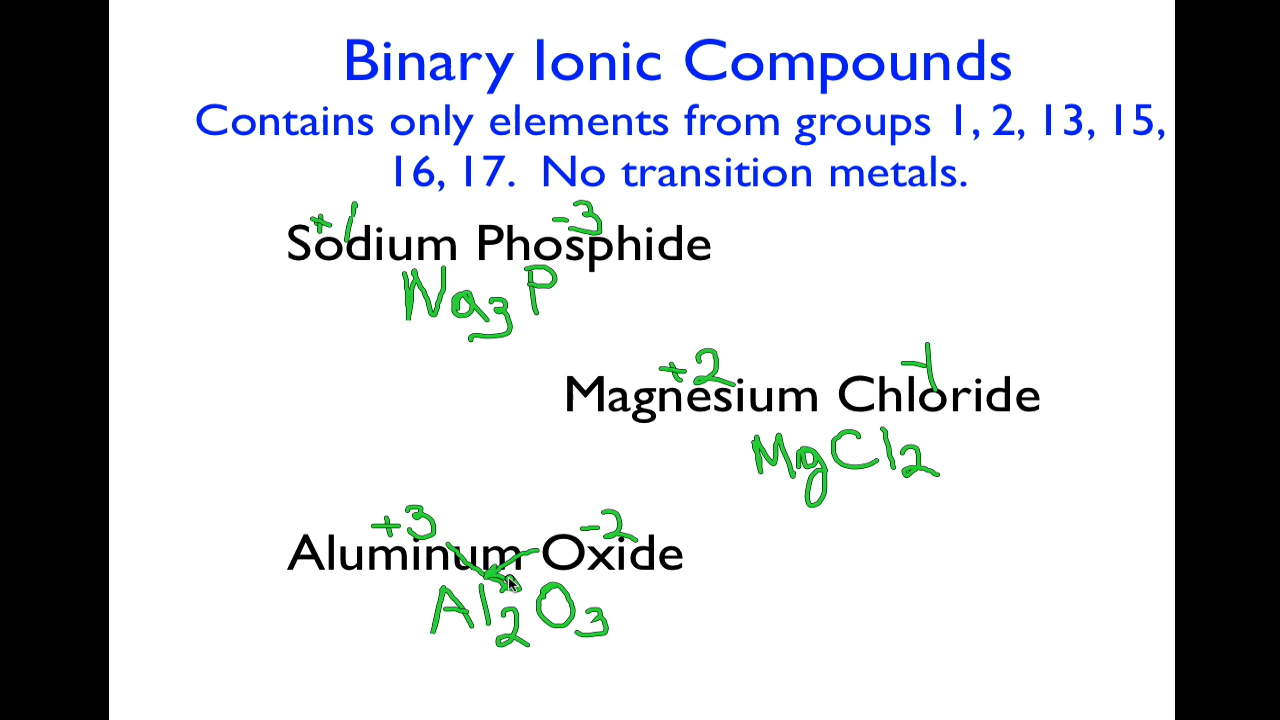 Binary Ionic Compounds
Contains only elements from groups 1, 2, 13, 15,
16, 17. No transition metals.
+1 -3
Sodium Phosphide
Na3P
+2 -1
Magnesium Chloride
MgCl2
+3 -2
Aluminum Oxide
Al2O3